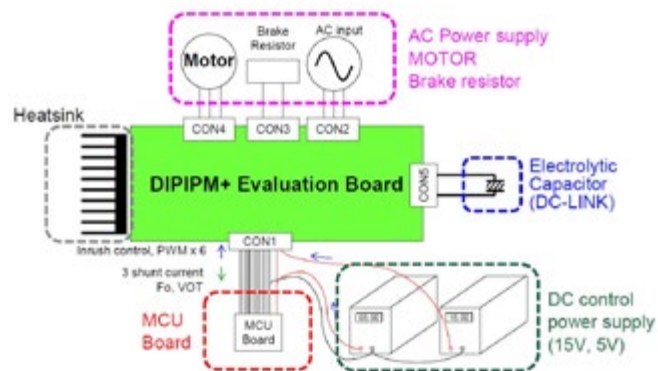 Brake
Resistor
AC input
Motor
AC Power supply
MOTOR
Brake resistor
CON4
CON3
CON2
Heatsink
DIPIPM+ Evaluation Board
CON5
Electrolytic
Capacitor
(DC-LINK)
CON1
Inrush control, PWM x 6
3 shunt current
Fo, VOT
MCU
Board
MCU
Board
DC control
power supply
(15V, 5V)